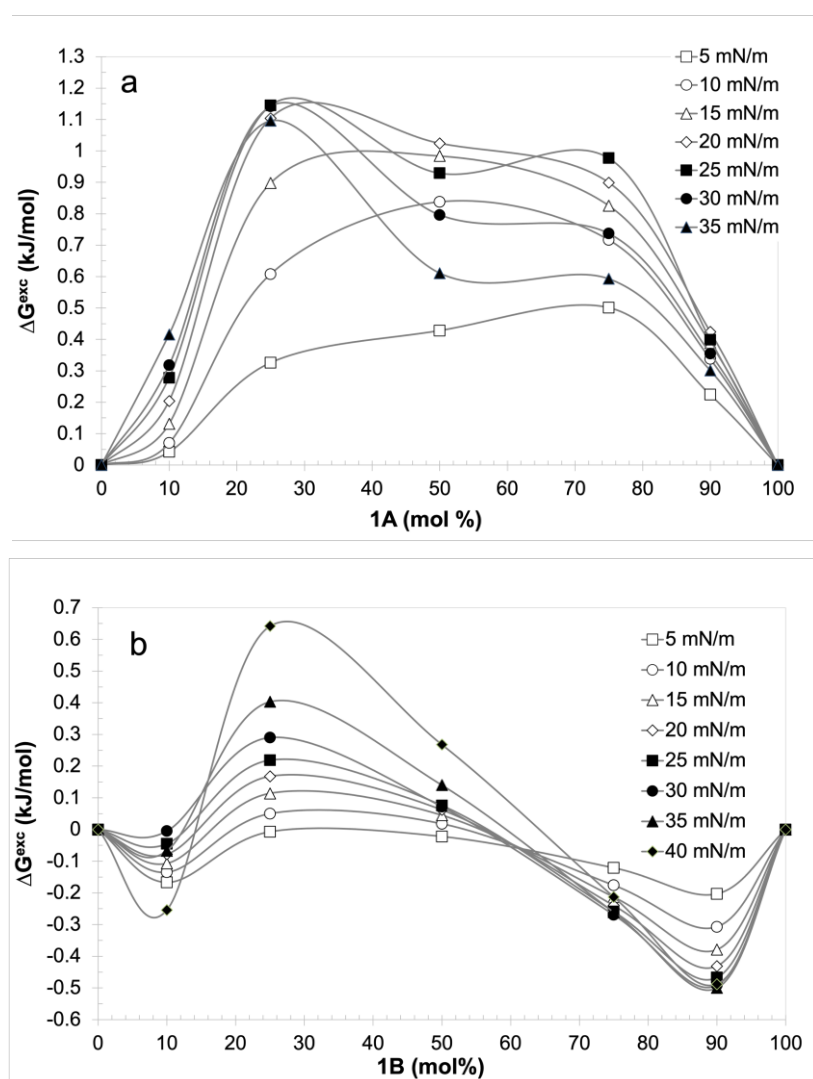 a
1.3
1.2
1.1
1
0.9
0.8
0.7
0.6
0.5
0.4
0.3
0.2
0.1
0
ΔG^exc (kJ/mol)
0 10 20 30 40 50 60 70 80 90 100
1A (mol %)
5 mN/m
10 mN/m
15 mN/m
20 mN/m
25 mN/m
30 mN/m
35 mN/m
b
0.7
0.6
0.5
0.4
0.3
0.2
0.1
0
-0.1
-0.2
-0.3
-0.4
-0.5
-0.6
ΔG^exc (kJ/mol)
0 10 20 30 40 50 60 70 80 90 100
1B (mol%)
5 mN/m
10 mN/m
15 mN/m
20 mN/m
25 mN/m
30 mN/m
35 mN/m
40 mN/m